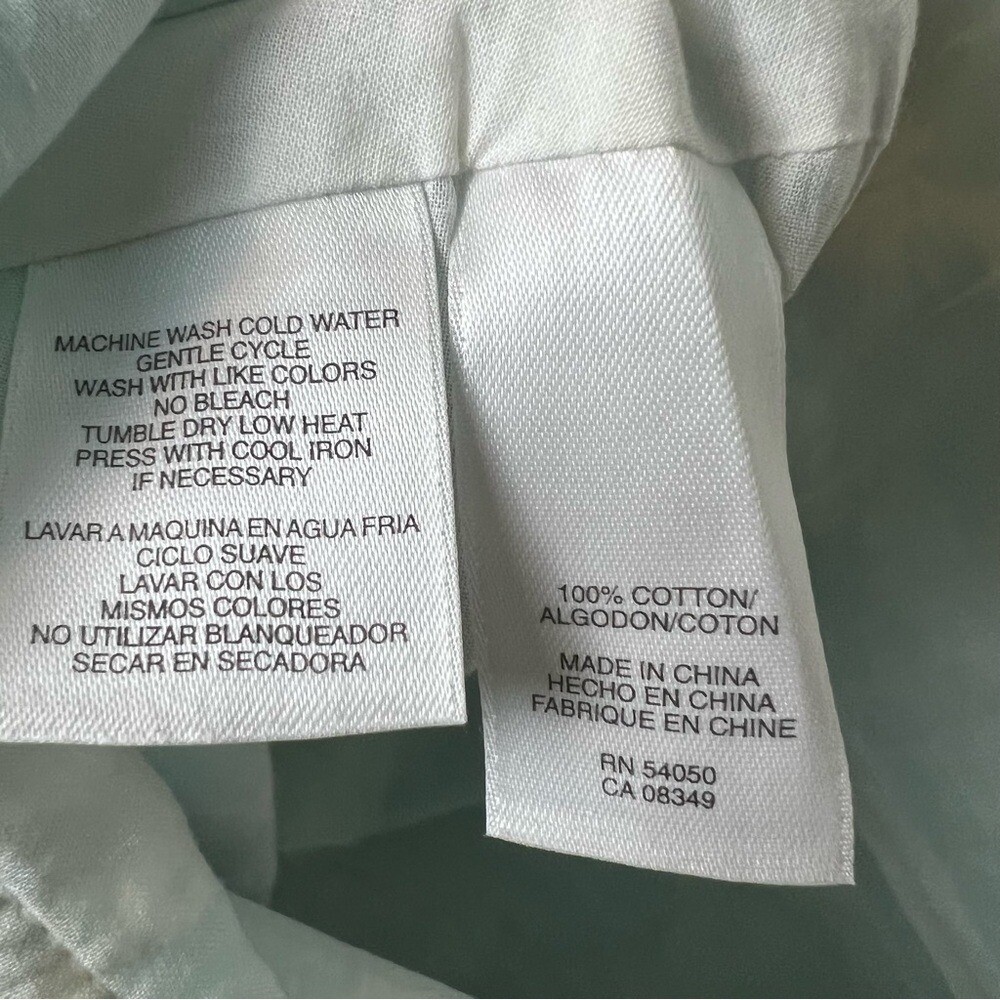 MACHINE WASH COLD WATER
GENTLE CYCLE
WASH WITH LIKE COLORS
NO BLEACH
TUMBLE DRY LOW HEAT
PRESS WITH COOL IRON
IF NECESSARY
LAVAR A MAQUINA EN AGUA FRIA
CICLO SUAVE
LAVAR CON LOS
MISMOS COLORES
NO UTILIZAR BLANQUEADOR
SECAR EN SECADORA
100% COTTON/
ALGODON/COTON
MADE IN CHINA
HECHO EN CHINA
FABRIQUE EN CHINE
RN 54050
CA 08349